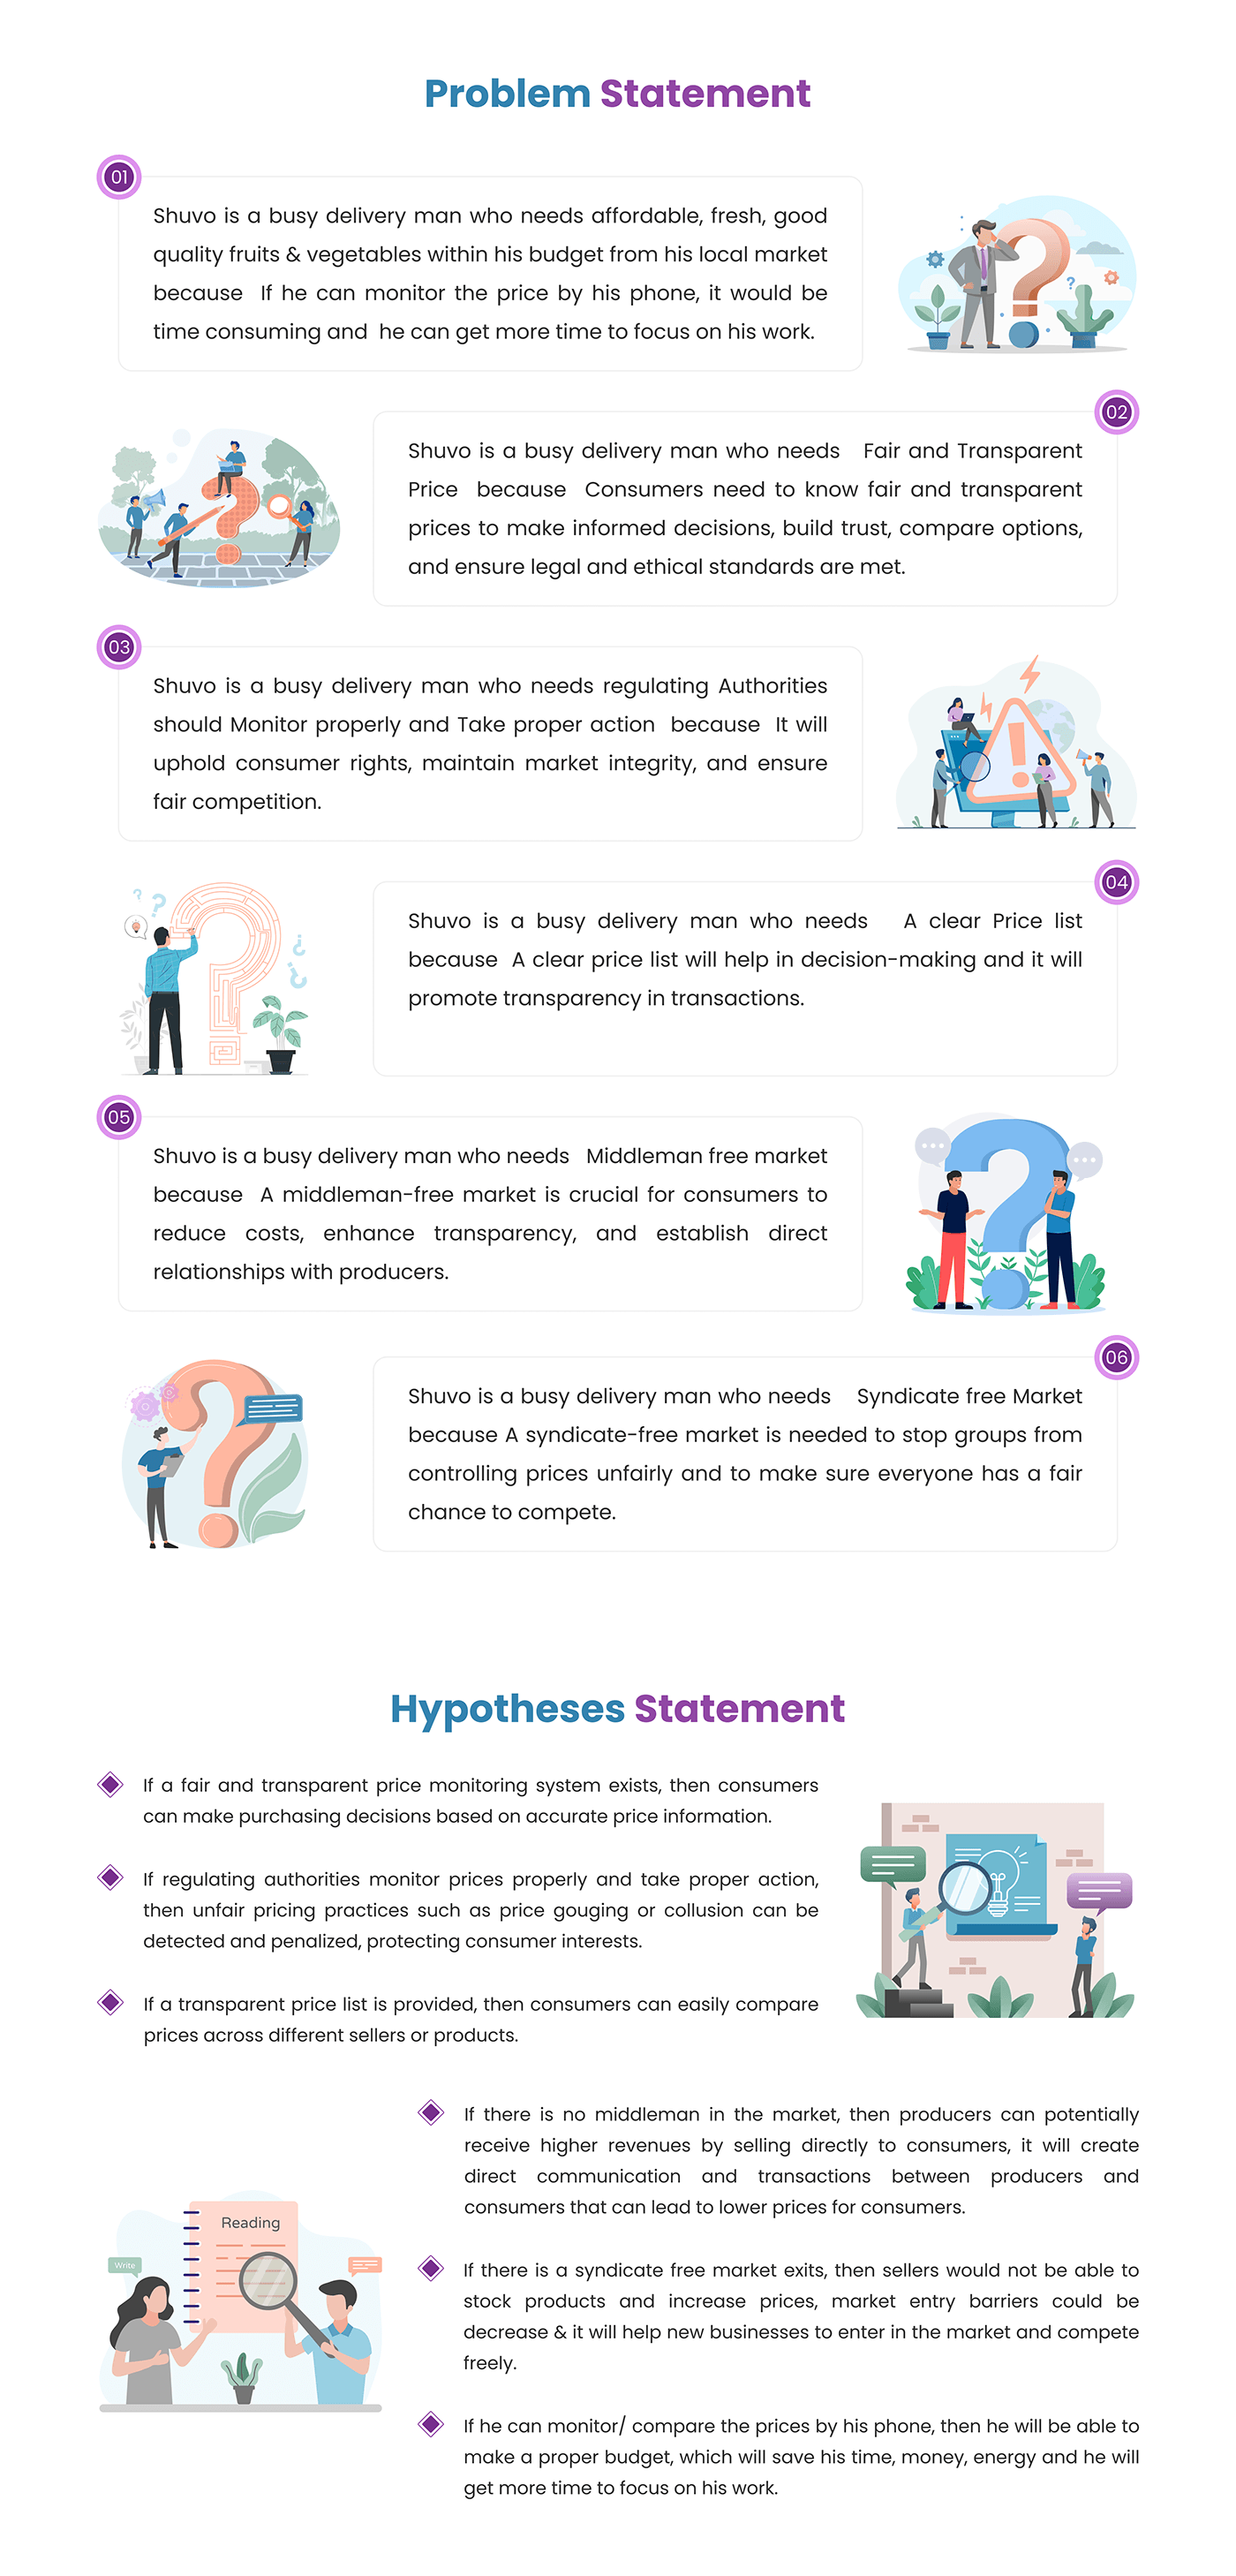 Problem Statement
01
Shuvo is a busy delivery man who needs affordable, fresh, good
quality fruits & vegetables within his budget from his local market
because If he can monitor the price by his phone, it would be
time consuming and he can get more time to focus on his work.
02
Shuvo is a busy delivery man who needs Fair and Transparent
Price because Consumers need to know fair and transparent
prices to make informed decisions, build trust, compare options,
and ensure legal and ethical standards are met.
03
Shuvo is a busy delivery man who needs regulating Authorities
should Monitor properly and Take proper action because It will
uphold consumer rights, maintain market integrity, and ensure
fair competition.
04
Shuvo is a busy delivery man who needs A clear Price list
because A clear price list will help in decision-making and it will
promote transparency in transactions.
05
Shuvo is a busy delivery man who needs Middleman free market
because A middleman-free market is crucial for consumers to
reduce costs, enhance transparency, and establish direct
relationships with producers.
06
Shuvo is a busy delivery man who needs Syndicate free Market
because A syndicate-free market is needed to stop groups from
controlling prices unfairly and to make sure everyone has a fair
chance to compete.
Hypotheses Statement
If a fair and transparent price monitoring system exists, then consumers
can make purchasing decisions based on accurate price information.
If regulating authorities monitor prices properly and take proper action,
then unfair pricing practices such as price gouging or collusion can be
detected and penalized, protecting consumer interests.
If a transparent price list is provided, then consumers can easily compare
prices across different sellers or products.
If there is no middleman in the market, then producers can potentially
receive higher revenues by selling directly to consumers, it will create
direct communication and transactions between producers and
consumers that can lead to lower prices for consumers.
Reading
Write
If there is a syndicate free market exits, then sellers would not be able to
stock products and increase prices, market entry barriers could be
decrease & it will help new businesses to enter in the market and compete
freely.
If he can monitor/ compare the prices by his phone, then he will be able to
make a proper budget, which will save his time, money, energy and he will
get more time to focus on his work.